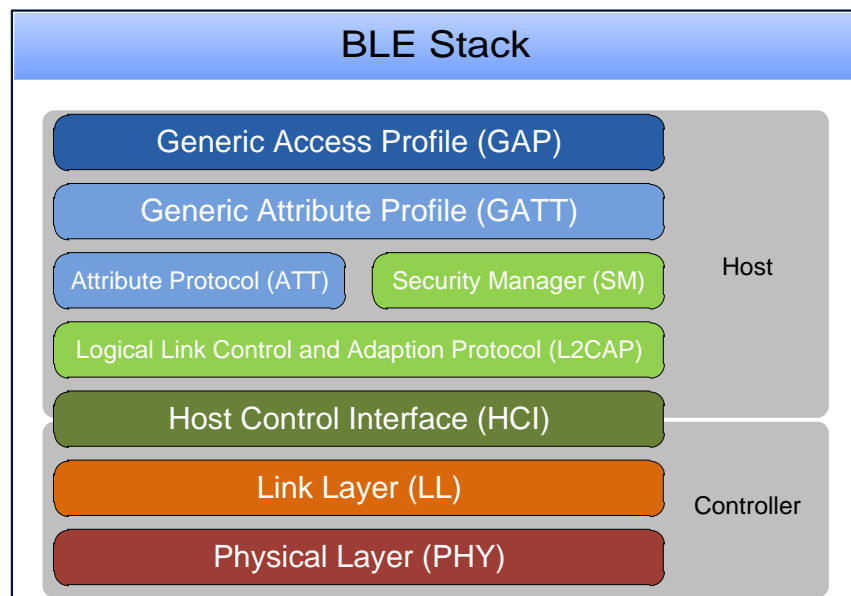 BLE Stack
Generic Access Profile (GAP)
Generic Attribute Profile (GATT)
Attribute Protocol (ATT)
Security Manager (SM)
Host
Logical Link Control and Adaption Protocol (L2CAP)
Host Control Interface (HCI)
Link Layer (LL)
Controller
Physical Layer (PHY)